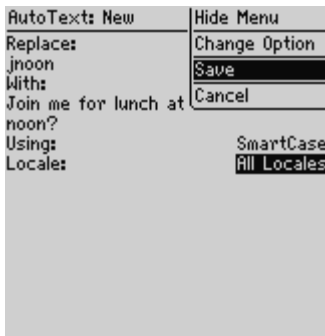 AutoText: New
Hide Menu
Change Option
Save
Cancel
Replace:
jnoon
With:
Join me for lunch at
noon?
Using: SmartCase
Locale: All Locales